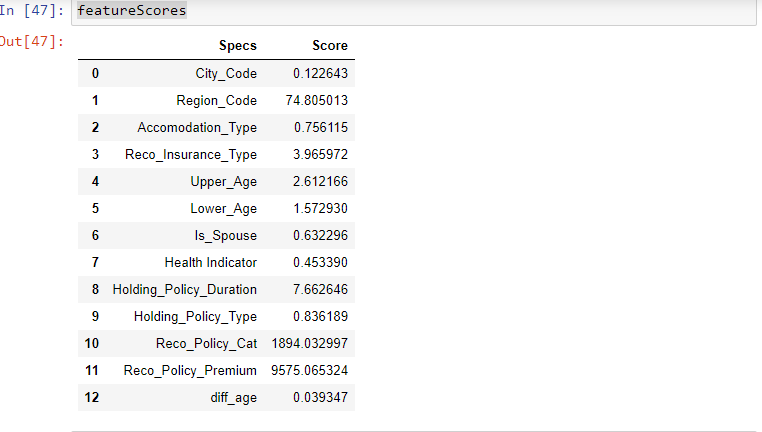 In [47]: featureScores
Out[47]:
Specs Score
0 City_Code 0.122643
1 Region_Code 74.805013
2 Accomodation_Type 0.756115
3 Reco_Insurance_Type 3.965972
4 Upper_Age 2.612166
5 Lower_Age 1.572930
6 Is_Spouse 0.632296
7 Health Indicator 0.453390
8 Holding_Policy_Duration 7.662646
9 Holding_Policy_Type 0.836189
10 Reco_Policy_Cat 1894.032997
11 Reco_Policy_Premium 9575.065324
12 diff_age 0.039347